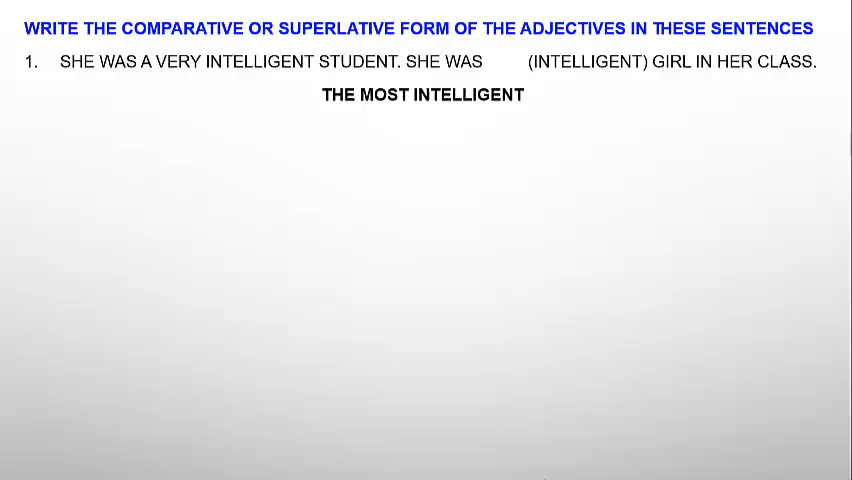 WRITE THE COMPARATIVE OR SUPERLATIVE FORM OF THE ADJECTIVES IN THESE SENTENCES
1. SHE WAS A VERY INTELLIGENT STUDENT. SHE WAS (INTELLIGENT) GIRL IN HER CLASS.
THE MOST INTELLIGENT